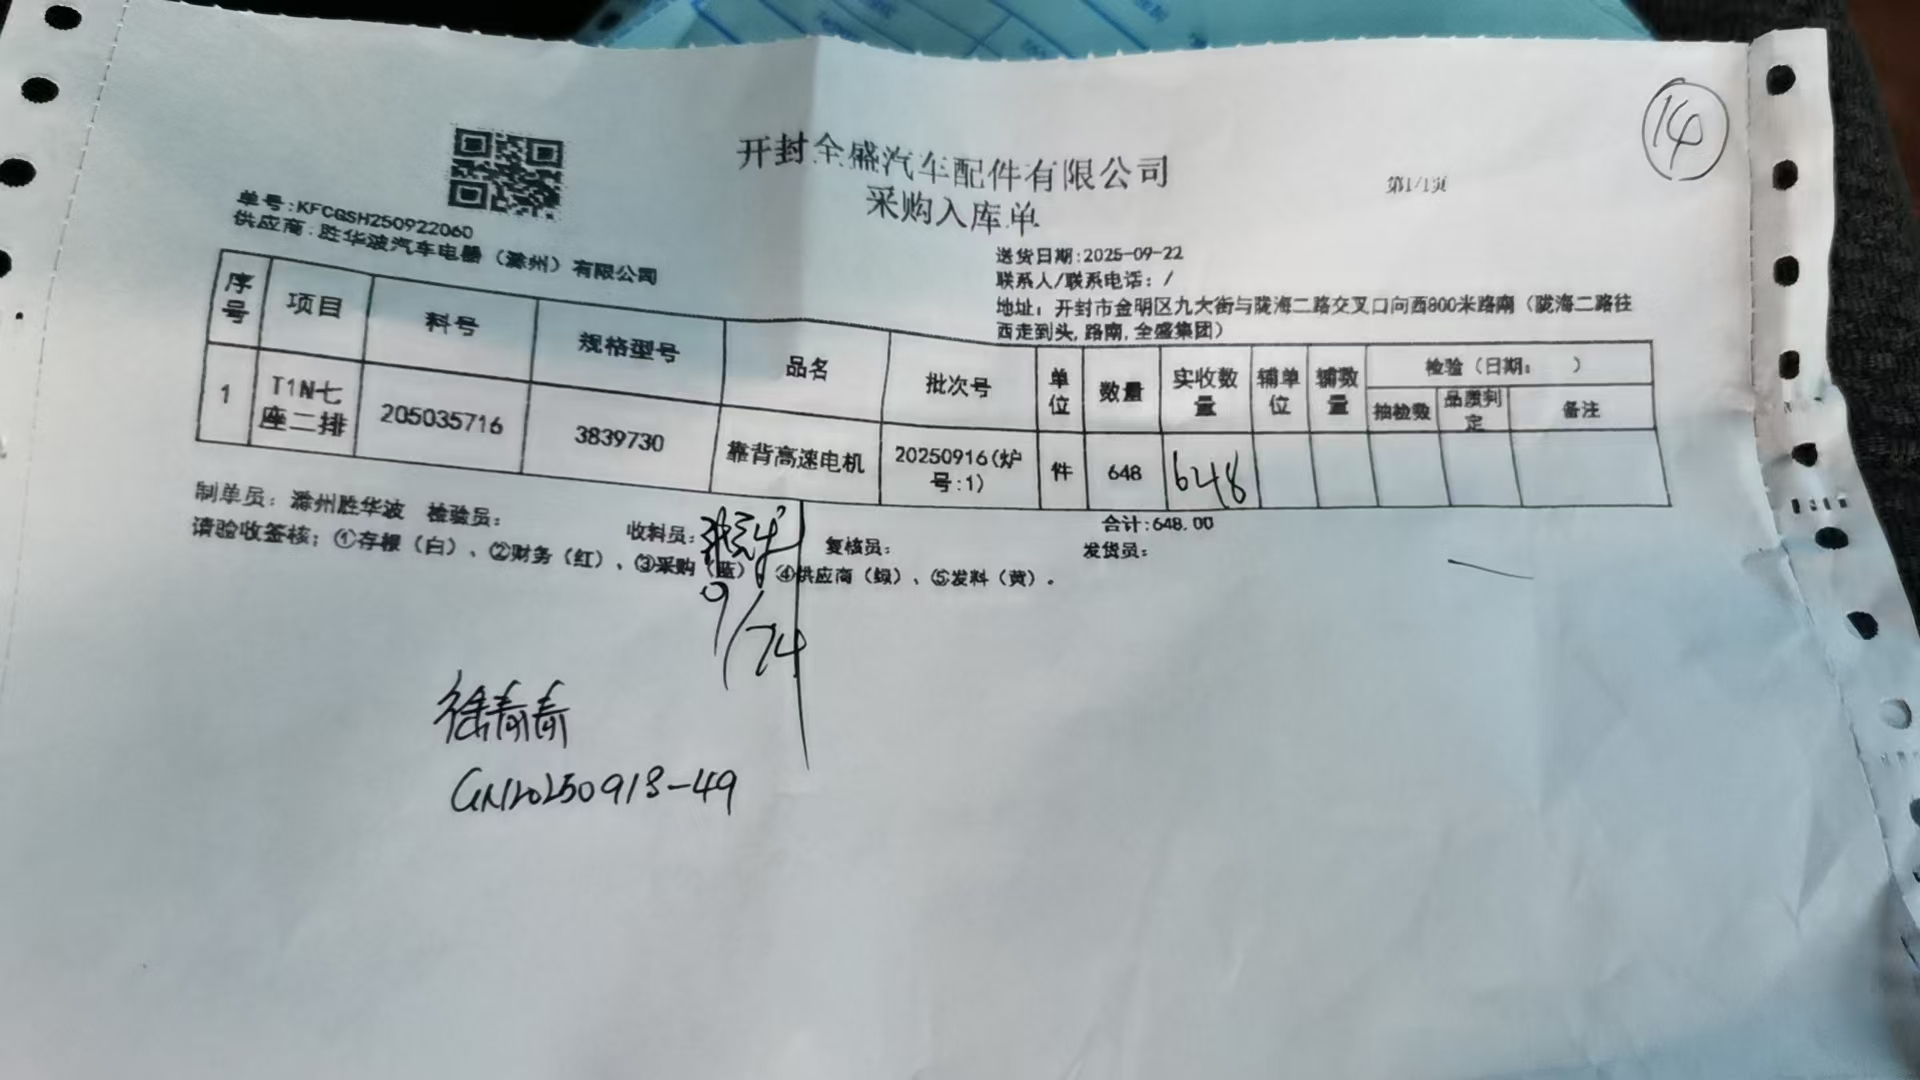 14
开封全盛汽车配件有限公司
采购入库单
第1/1页
单号:KFCGSH250922060
供应商:胜华波汽车电器（滁州）有限公司
送货日期:2025-09-22
联系人/联系电话: /
地址: 开封市金明区九大街与陇海二路交叉口向西800米路南（陇海二路往
西走到头,路南,全盛集团）
序号 项目 料号 规格型号 品名 批次号 单位 数量 实收数量 辅单位 辅数量 检验（日期: ）
抽检数 品质判定 备注
1 T1N七座二排 205035716 3839730 靠背高速电机 20250916(炉号:1) 件 648 648
合计:648.00
制单员: 滁州胜华波 检验员: 收料员: 复核员: 发货员:
请验收签核: ①存根（白）、②财务（红）、③采购（蓝）、④供应商（绿）、⑤发料（黄）。
徐青青
GN20250918-49